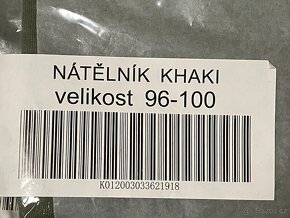 NÁTĚLNÍK KHAKI
velikost 96-100
K012003033621918